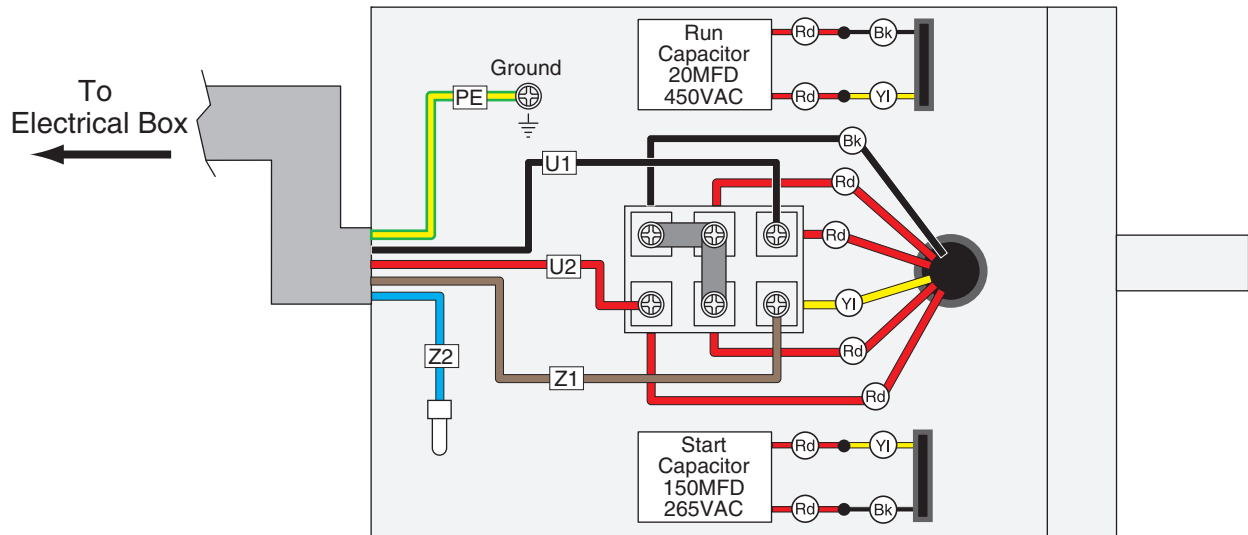 To
Electrical Box
PE
Ground
U1
U2
Z2
Z1
Run
Capacitor
20MFD
450VAC
Rd
Bk
Rd
Yl
Bk
Rd
Rd
Yl
Rd
Rd
Start
Capacitor
150MFD
265VAC
Rd
Yl
Rd
Bk